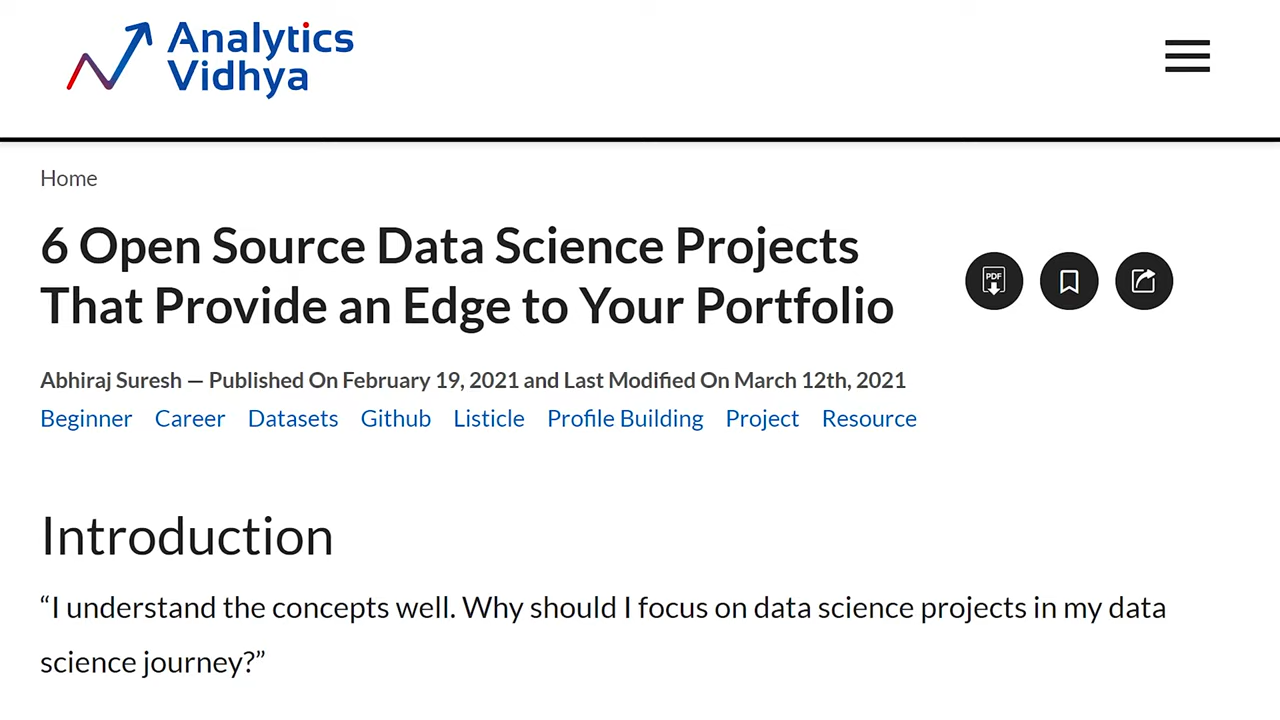 Analytics
Vidhya
Home
6 Open Source Data Science Projects
That Provide an Edge to Your Portfolio
PDF
Abhiraj Suresh — Published On February 19, 2021 and Last Modified On March 12th, 2021
Beginner Career Datasets Github Listicle Profile Building Project Resource
Introduction
“I understand the concepts well. Why should I focus on data science projects in my data
science journey?”